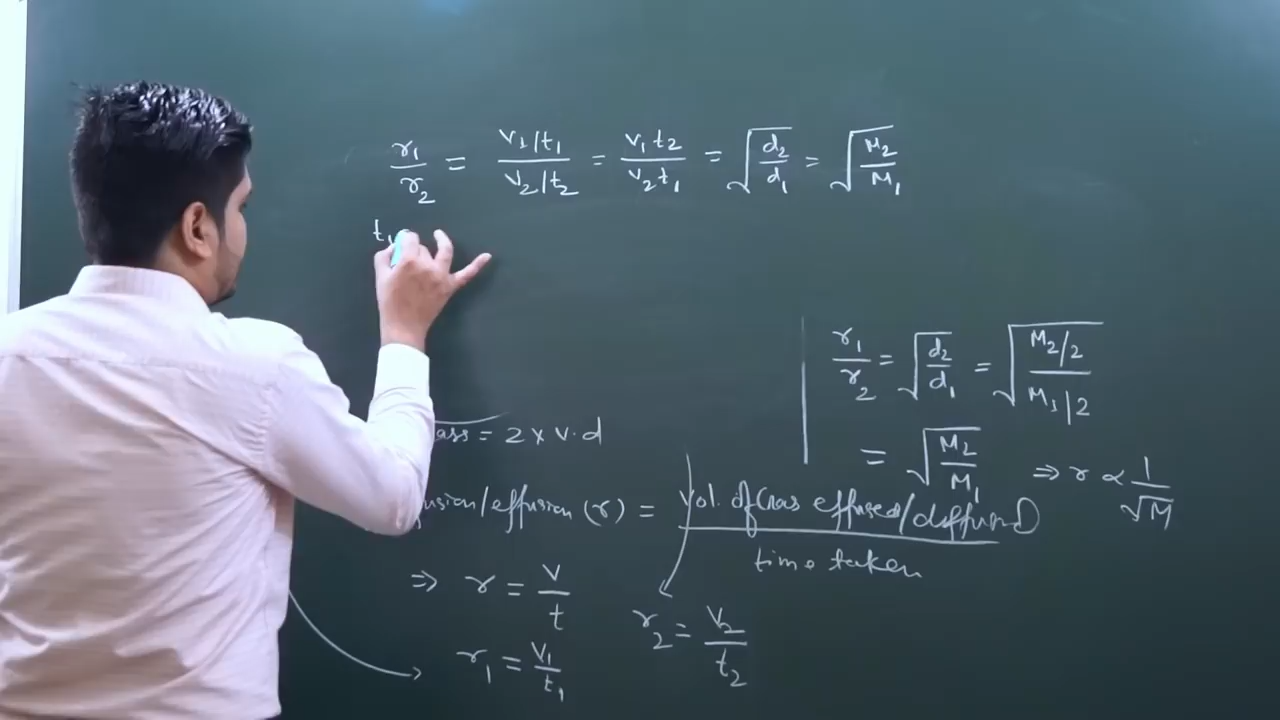 r₁/r₂ = (V₁/t₁)/(V₂/t₂) = V₁t₂/V₂t₁ = √(d₂/d₁) = √(M₂/M₁)
t₁
r₁/r₂ = √(d₂/d₁) = √((M₂/2)/(M₁/2))
= √(M₂/M₁) ⇒ r ∝ 1/√M
ass = 2 × v.d
usion/effusion (r) = Vol. of Gas effused/diffused / time taken
⇒ r = V/t
r₂ = V₂/t₂
r₁ = V₁/t₁